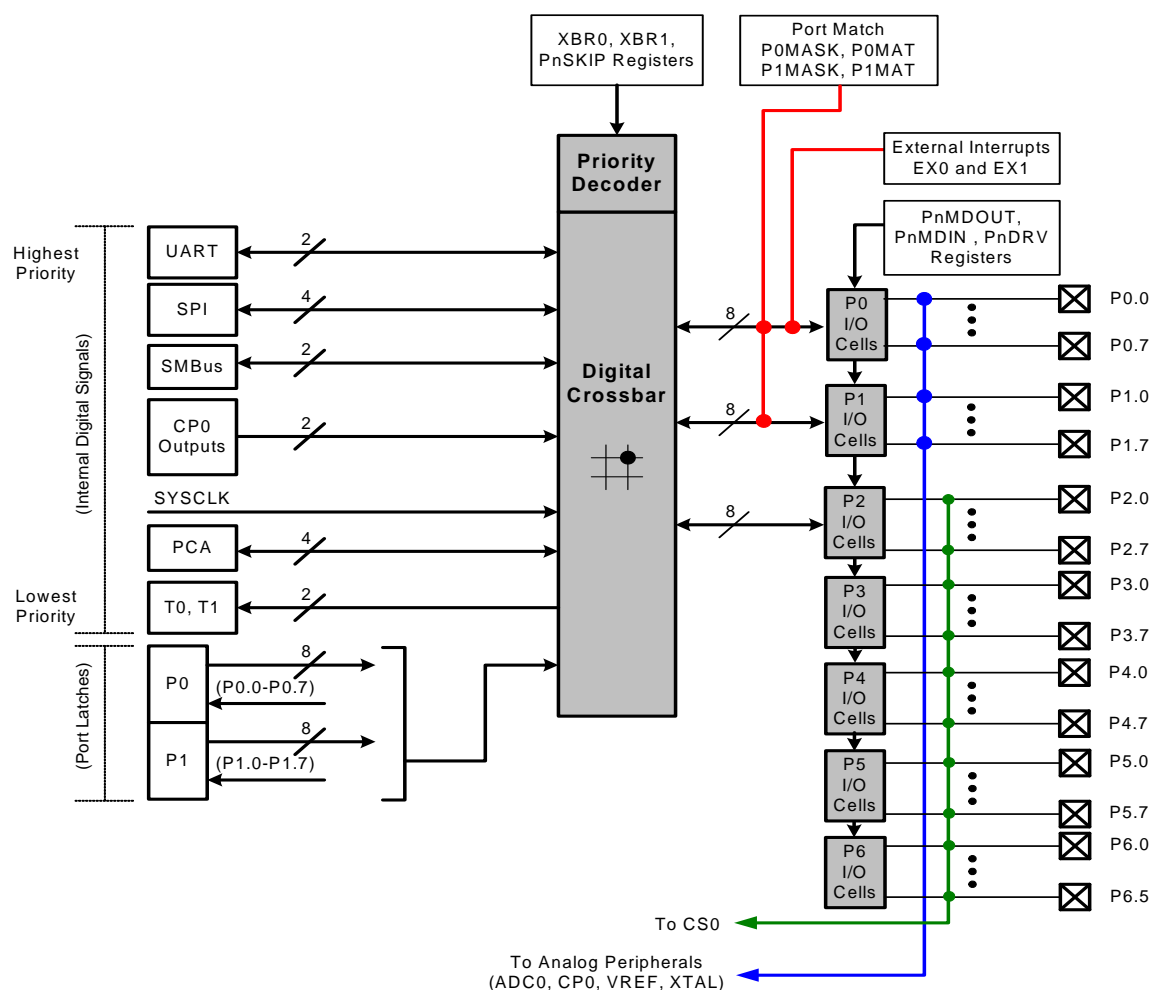 XBR0, XBR1,
PnSKIP Registers
Port Match
P0MASK, P0MAT
P1MASK, P1MAT
Priority
Decoder
External Interrupts
EX0 and EX1
PnMDOUT,
PnMDIN , PnDRV
Registers
Highest
Priority
(Internal Digital Signals)
UART
2
SPI
4
SMBus
2
CP0
Outputs
2
SYSCLK
PCA
4
Lowest
Priority
T0, T1
2
Digital
Crossbar
8
8
8
P0
I/O
Cells
P0.0
P0.7
P1
I/O
Cells
P1.0
P1.7
P2
I/O
Cells
P2.0
P2.7
P3
I/O
Cells
P3.0
P3.7
P4
I/O
Cells
P4.0
P4.7
P5
I/O
Cells
P5.0
P5.7
P6
I/O
Cells
P6.0
P6.5
(Port Latches)
P0
8
(P0.0-P0.7)
P1
8
(P1.0-P1.7)
To CS0
To Analog Peripherals
(ADC0, CP0, VREF, XTAL)